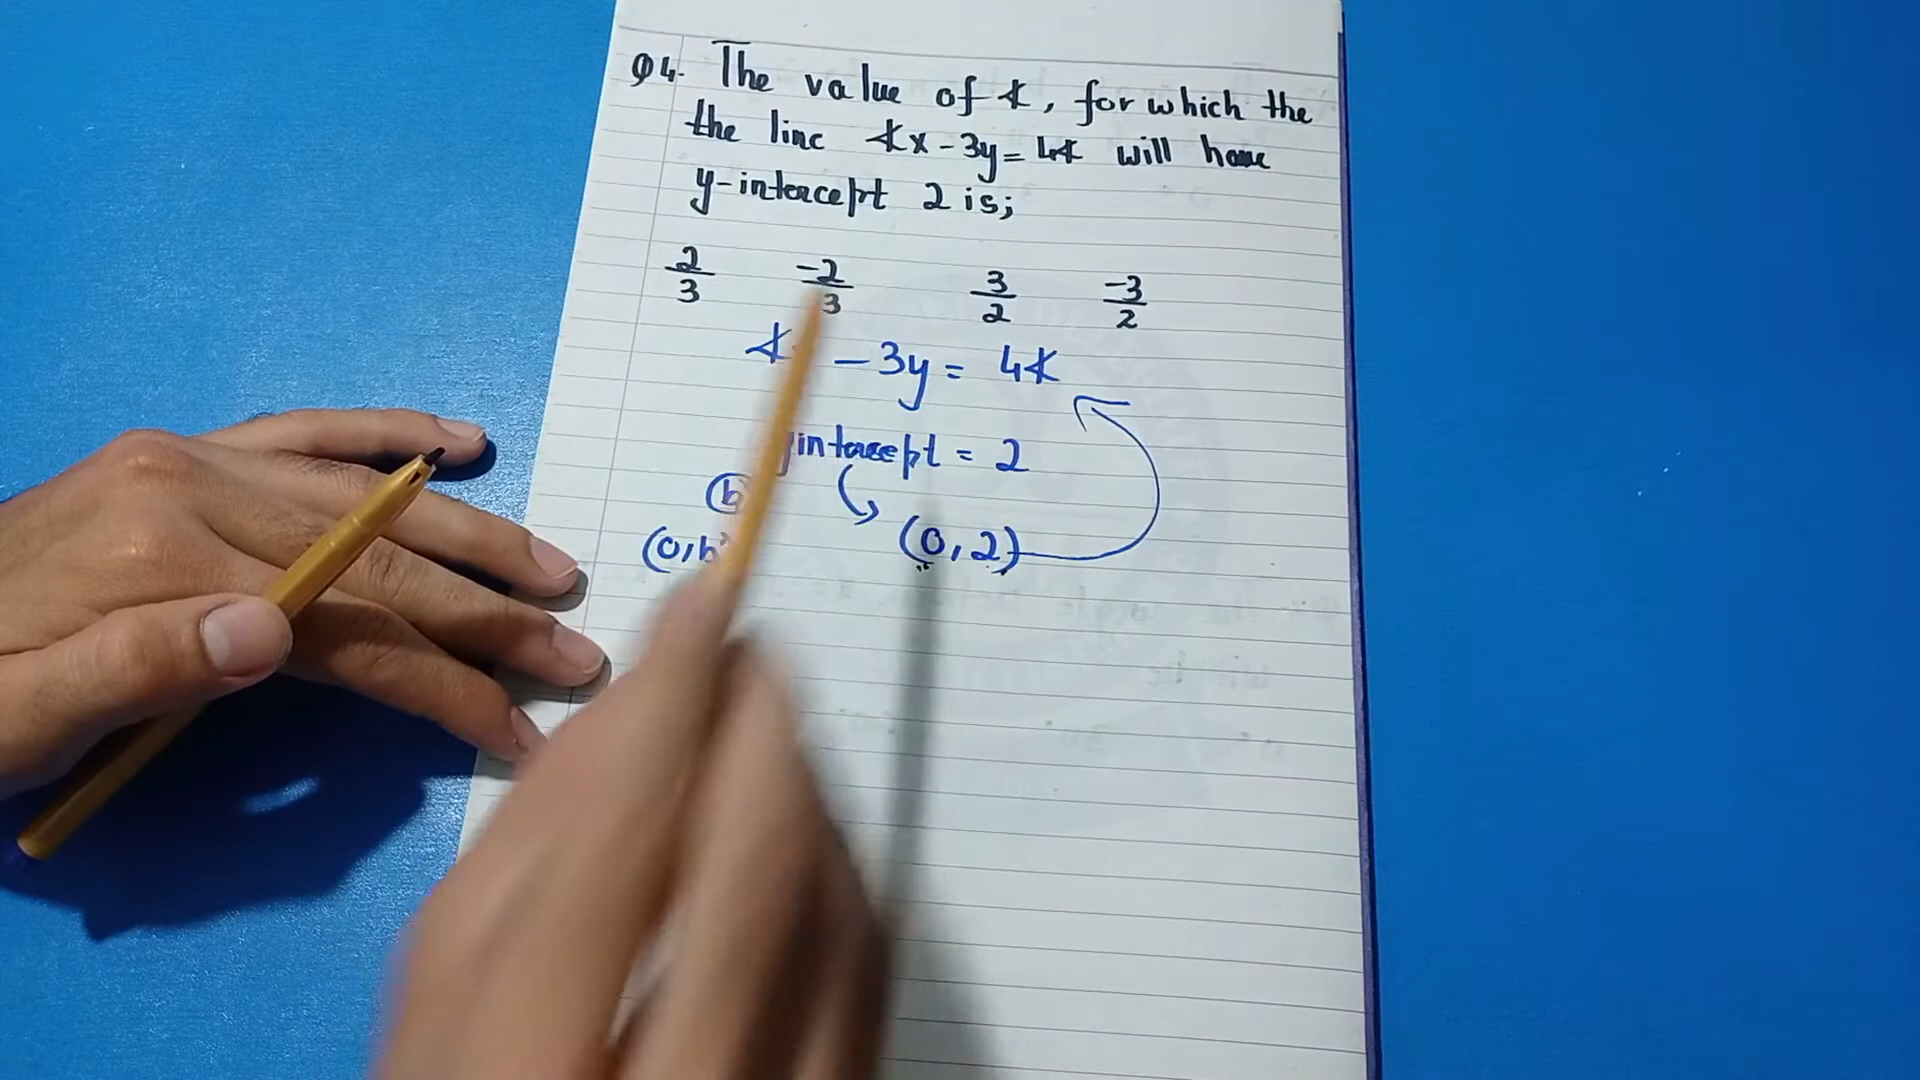 Q4. The value of k, for which the
the line kx - 3y = 4k will have
y-intercept 2 is;
2/3 -2/3 3/2 -3/2
- 3y = 4k
intercept = 2
b
(0, (0, 2)